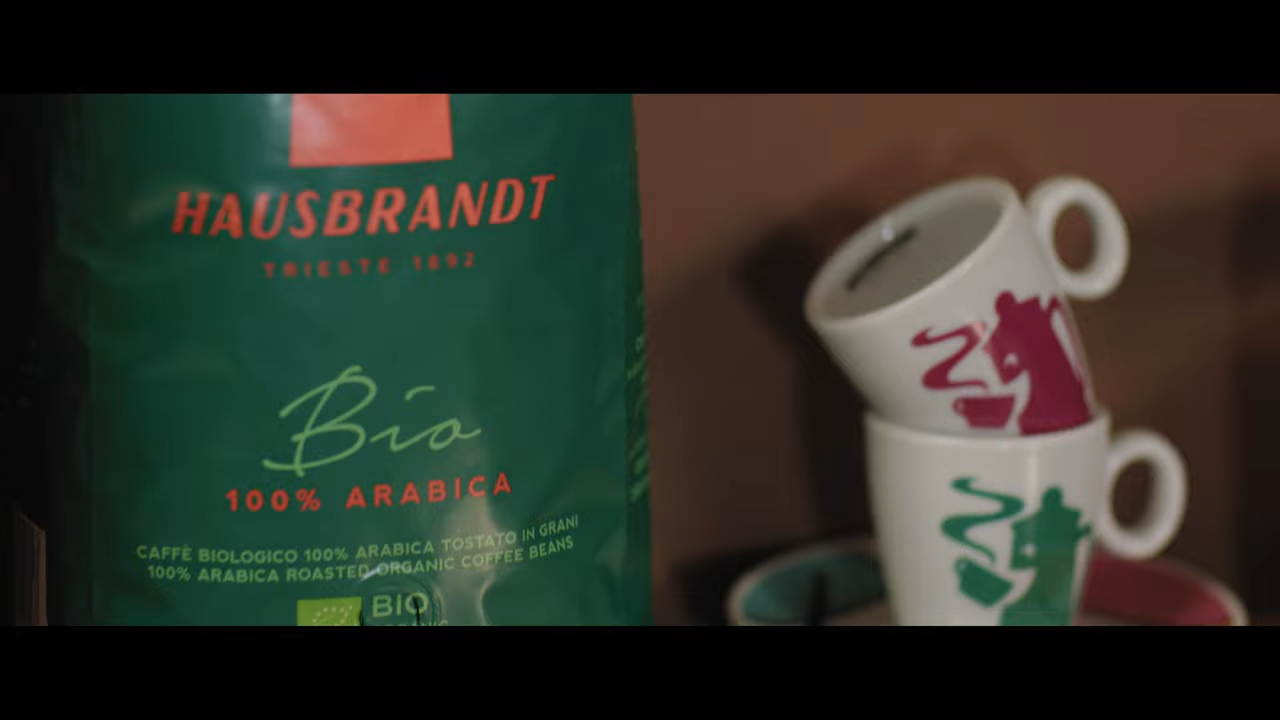 HAUSBRANDT
TRIESTE 1892
Bio
100% ARABICA
CAFFÈ BIOLOGICO 100% ARABICA TOSTATO IN GRANI
100% ARABICA ROASTED ORGANIC COFFEE BEANS
BIO